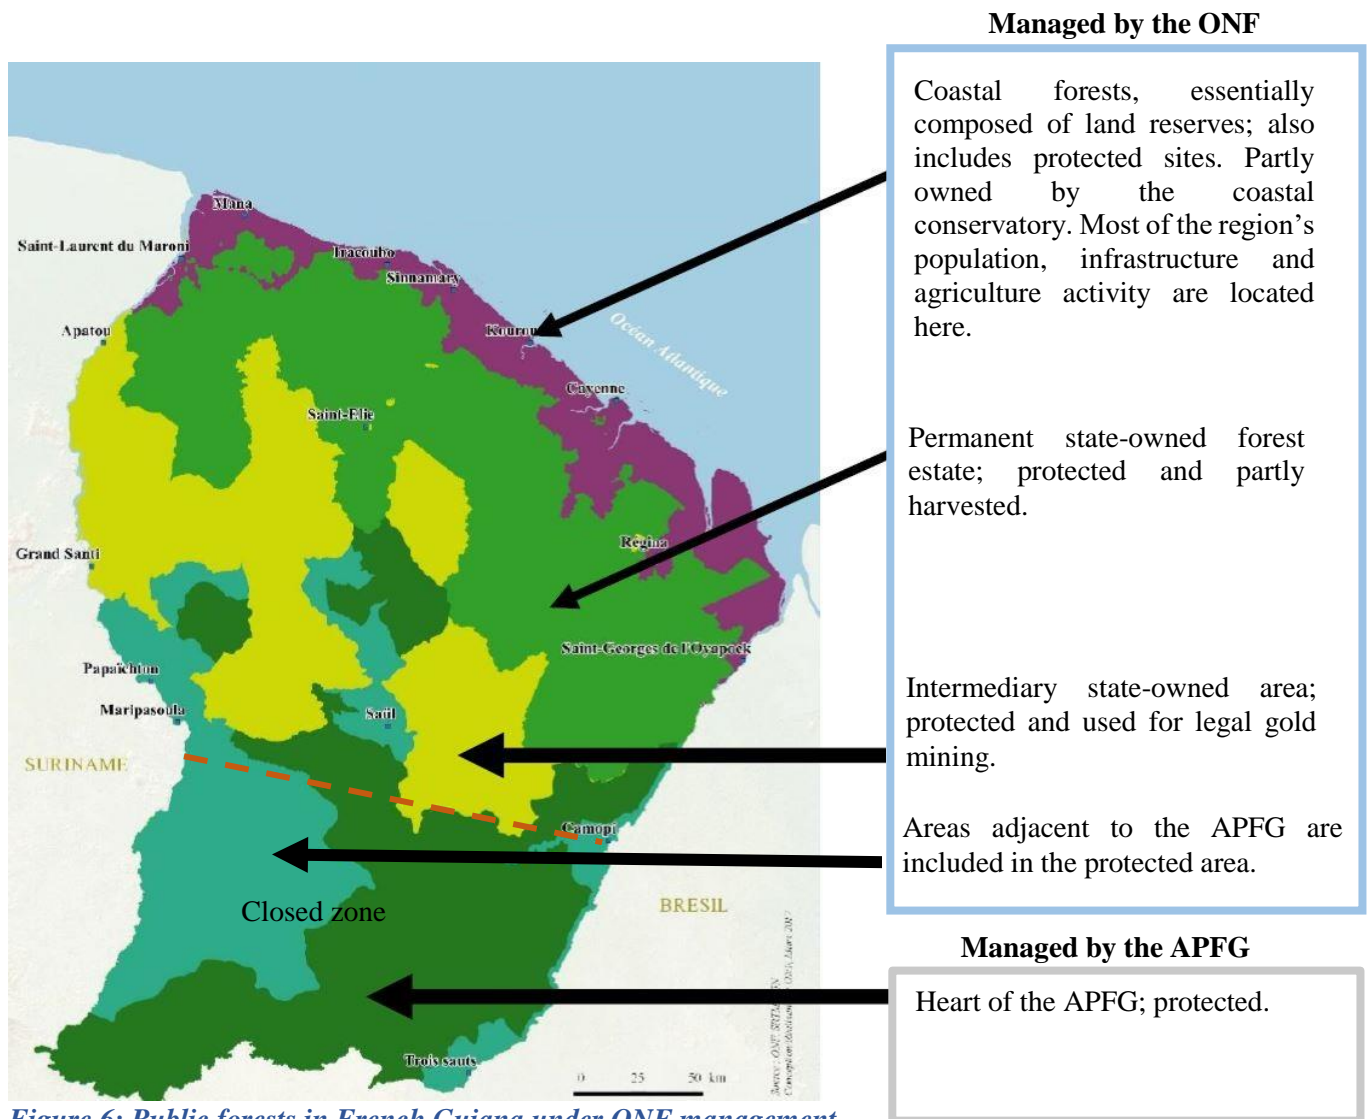 Managed by the ONF
Coastal forests, essentially
composed of land reserves; also
includes protected sites. Partly
owned by the coastal
conservatory. Most of the region’s
population, infrastructure and
agriculture activity are located
here.
Permanent state-owned forest
estate; protected and partly
harvested.
Intermediary state-owned area;
protected and used for legal gold
mining.
Areas adjacent to the APFG are
included in the protected area.
Managed by the APFG
Heart of the APFG; protected.
Mana
Saint-Laurent du Maroni
Iracoubo
Sinnamary
Apatou
Kourou
Océan Atlantique
Cayenne
Saint-Elie
Grand Santi
Régina
Saint-Georges de l'Oyapock
Papaïchton
Maripasoula
Saül
SURINAME
Camopi
Closed zone
BRESIL
Trois sauts
0 25 50 km
Figure 6: Public forests in French Guiana under ONF management